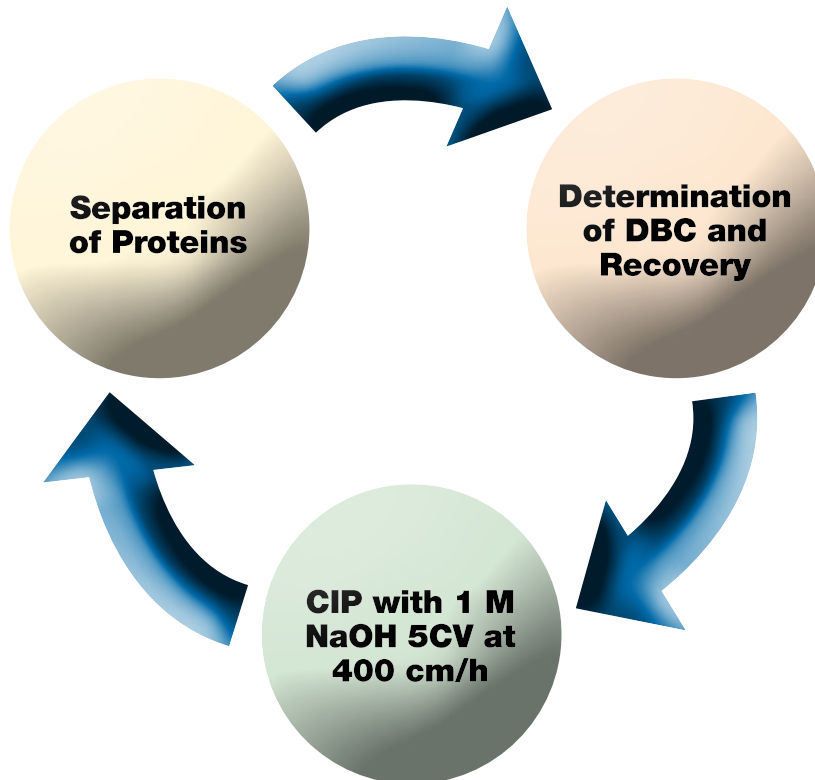 Separation
of Proteins
Determination
of DBC and
Recovery
CIP with 1 M
NaOH 5CV at
400 cm/h